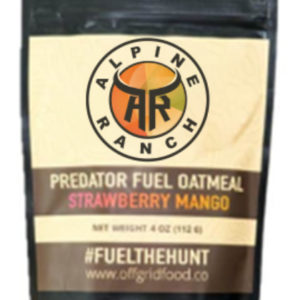 ALPINE
AR
RANCH
PREDATOR FUEL OATMEAL
STRAWBERRY MANGO
NET WEIGHT 4 OZ (112 G)
#FUELTHEHUNT
www.offgridfood.co